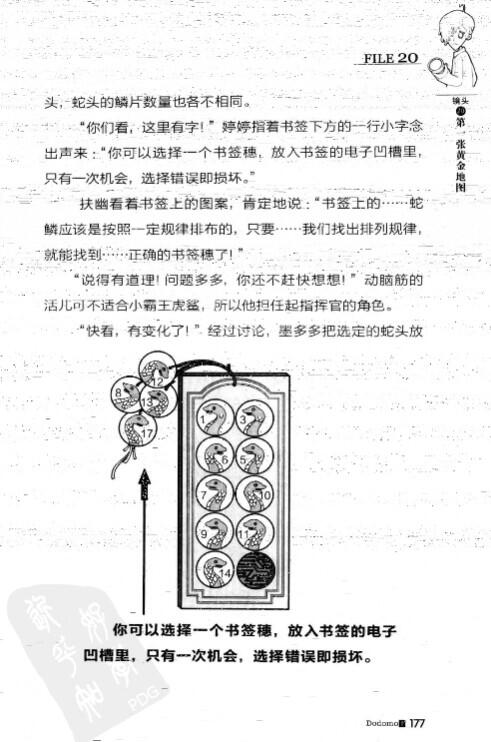 FILE 20
镜头
20
第一张黄金地图
头，蛇头的鳞片数量也各不相同。
“你们看，这里有字！”婷婷指着书签下方的一行小字念
出声来：“你可以选择一个书签穗，放入书签的电子凹槽里，
只有一次机会，选择错误即损坏。”
扶幽看着书签上的图案，肯定地说：“书签上的……蛇
鳞应该是按照一定规律排布的，只要……我们找出排列规律，
就能找到……正确的书签穗了！”
“说得有道理！问题多多，你还不赶快想想！”动脑筋的
活儿可不适合小霸王虎鲨，所以他担任起指挥官的角色。
“快看，有变化了！”经过讨论，墨多多把选定的蛇头放
12
8
13
17
1 3
6 5
7 10
9 11
14
你可以选择一个书签穗，放入书签的电子
凹槽里，只有一次机会，选择错误即损坏。
PDG
Dodomo 177